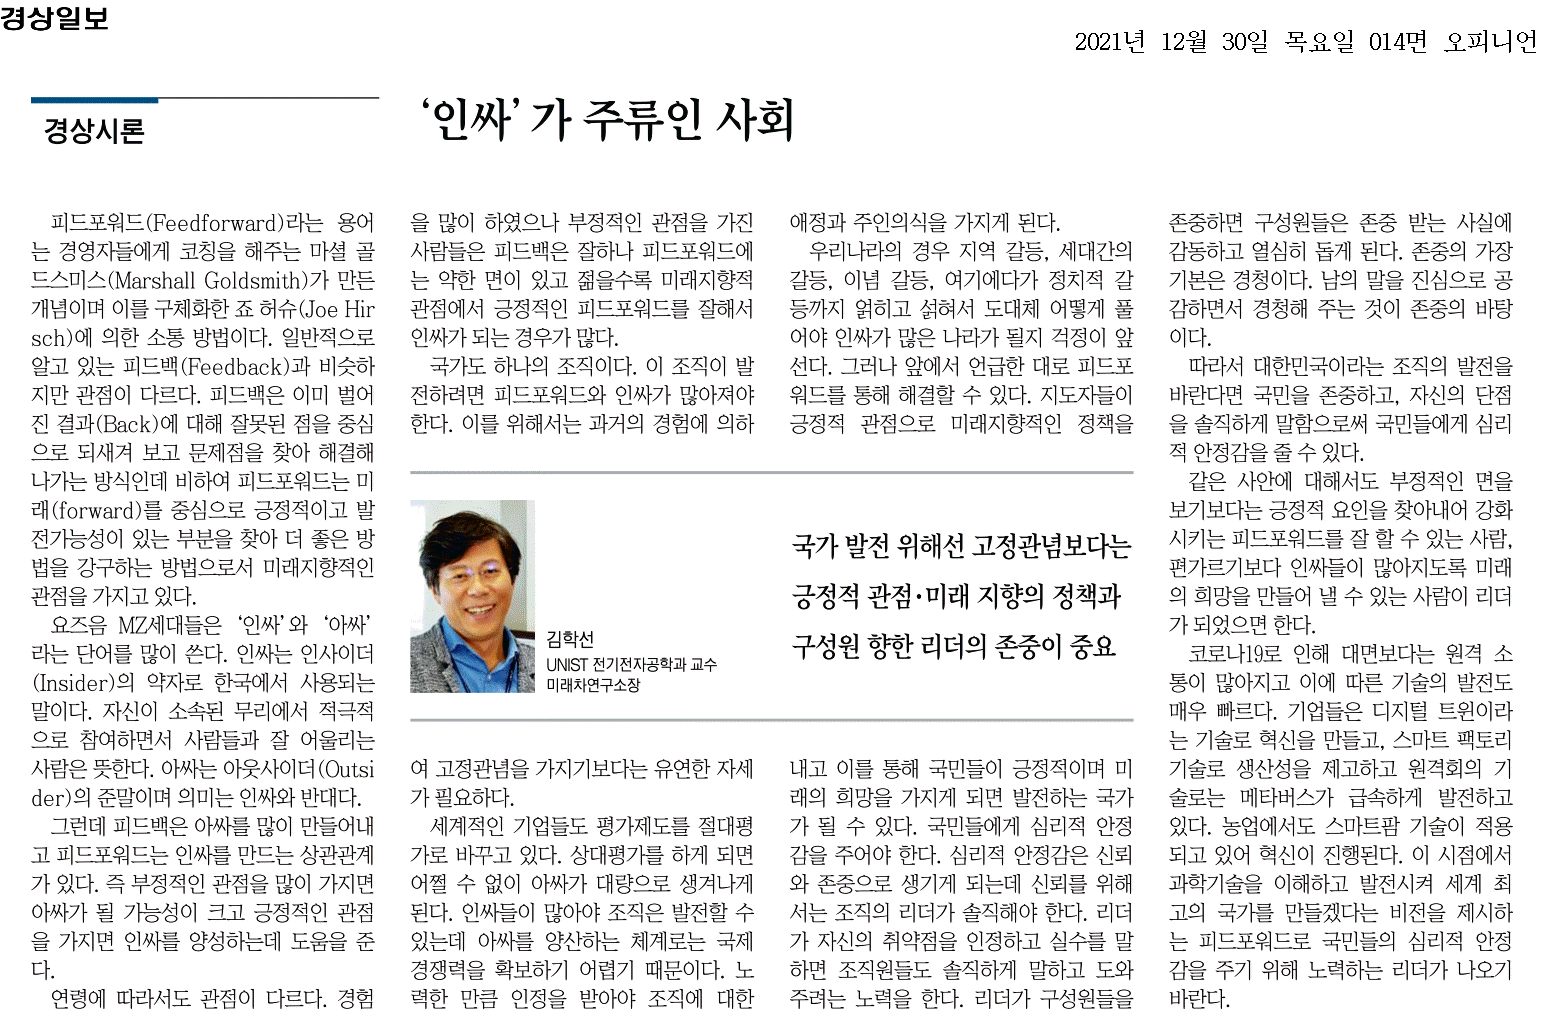 경상일보
2021년 12월 30일 목요일 014면 오피니언
경상시론
‘인싸’가 주류인 사회
피드포워드(Feedforward)라는 용어
는 경영자들에게 코칭을 해주는 마셜 골
드스미스(Marshall Goldsmith)가 만든
개념이며 이를 구체화한 죠 허슈(Joe Hir
sch)에 의한 소통 방법이다. 일반적으로
알고 있는 피드백(Feedback)과 비슷하
지만 관점이 다르다. 피드백은 이미 벌어
진 결과(Back)에 대해 잘못된 점을 중심
으로 되새겨 보고 문제점을 찾아 해결해
나가는 방식인데 비하여 피드포워드는 미
래(forward)를 중심으로 긍정적이고 발
전가능성이 있는 부분을 찾아 더 좋은 방
법을 강구하는 방법으로서 미래지향적인
관점을 가지고 있다.
요즈음 MZ세대들은 ‘인싸’와 ‘아싸’
라는 단어를 많이 쓴다. 인싸는 인사이더
(Insider)의 약자로 한국에서 사용되는
말이다. 자신이 소속된 무리에서 적극적
으로 참여하면서 사람들과 잘 어울리는
사람은 뜻한다. 아싸는 아웃사이더(Outsi
der)의 준말이며 의미는 인싸와 반대다.
그런데 피드백은 아싸를 많이 만들어내
고 피드포워드는 인싸를 만드는 상관관계
가 있다. 즉 부정적인 관점을 많이 가지면
아싸가 될 가능성이 크고 긍정적인 관점
을 가지면 인싸를 양성하는데 도움을 준
다.
연령에 따라서도 관점이 다르다. 경험
을 많이 하였으나 부정적인 관점을 가진
사람들은 피드백은 잘하나 피드포워드에
는 약한 면이 있고 젊을수록 미래지향적
관점에서 긍정적인 피드포워드를 잘해서
인싸가 되는 경우가 많다.
국가도 하나의 조직이다. 이 조직이 발
전하려면 피드포워드와 인싸가 많아져야
한다. 이를 위해서는 과거의 경험에 의하
여 고정관념을 가지기보다는 유연한 자세
가 필요하다.
세계적인 기업들도 평가제도를 절대평
가로 바꾸고 있다. 상대평가를 하게 되면
어쩔 수 없이 아싸가 대량으로 생겨나게
된다. 인싸들이 많아야 조직은 발전할 수
있는데 아싸를 양산하는 체계로는 국제
경쟁력을 확보하기 어렵기 때문이다. 노
력한 만큼 인정을 받아야 조직에 대한
애정과 주인의식을 가지게 된다.
우리나라의 경우 지역 갈등, 세대간의
갈등, 이념 갈등, 여기에다가 정치적 갈
등까지 얽히고 섥혀서 도대체 어떻게 풀
어야 인싸가 많은 나라가 될지 걱정이 앞
선다. 그러나 앞에서 언급한 대로 피드포
워드를 통해 해결할 수 있다. 지도자들이
긍정적 관점으로 미래지향적인 정책을
내고 이를 통해 국민들이 긍정적이며 미
래의 희망을 가지게 되면 발전하는 국가
가 될 수 있다. 국민들에게 심리적 안정
감을 주어야 한다. 심리적 안정감은 신뢰
와 존중으로 생기게 되는데 신뢰를 위해
서는 조직의 리더가 솔직해야 한다. 리더
가 자신의 취약점을 인정하고 실수를 말
하면 조직원들도 솔직하게 말하고 도와
주려는 노력을 한다. 리더가 구성원들을
존중하면 구성원들은 존중 받는 사실에
감동하고 열심히 돕게 된다. 존중의 가장
기본은 경청이다. 남의 말을 진심으로 공
감하면서 경청해 주는 것이 존중의 바탕
이다.
따라서 대한민국이라는 조직의 발전을
바란다면 국민을 존중하고, 자신의 단점
을 솔직하게 말함으로써 국민들에게 심리
적 안정감을 줄 수 있다.
같은 사안에 대해서도 부정적인 면을
보기보다는 긍정적 요인을 찾아내어 강화
시키는 피드포워드를 잘 할 수 있는 사람,
편가르기보다 인싸들이 많아지도록 미래
의 희망을 만들어 낼 수 있는 사람이 리더
가 되었으면 한다.
코로나19로 인해 대면보다는 원격 소
통이 많아지고 이에 따른 기술의 발전도
매우 빠르다. 기업들은 디지털 트윈이라
는 기술로 혁신을 만들고, 스마트 팩토리
기술로 생산성을 제고하고 원격회의 기
술로는 메타버스가 급속하게 발전하고
있다. 농업에서도 스마트팜 기술이 적용
되고 있어 혁신이 진행된다. 이 시점에서
과학기술을 이해하고 발전시켜 세계 최
고의 국가를 만들겠다는 비전을 제시하
는 피드포워드로 국민들의 심리적 안정
감을 주기 위해 노력하는 리더가 나오기
바란다.
김학선
UNIST 전기전자공학과 교수
미래차연구소장
국가 발전 위해선 고정관념보다는
긍정적 관점·미래 지향의 정책과
구성원 향한 리더의 존중이 중요